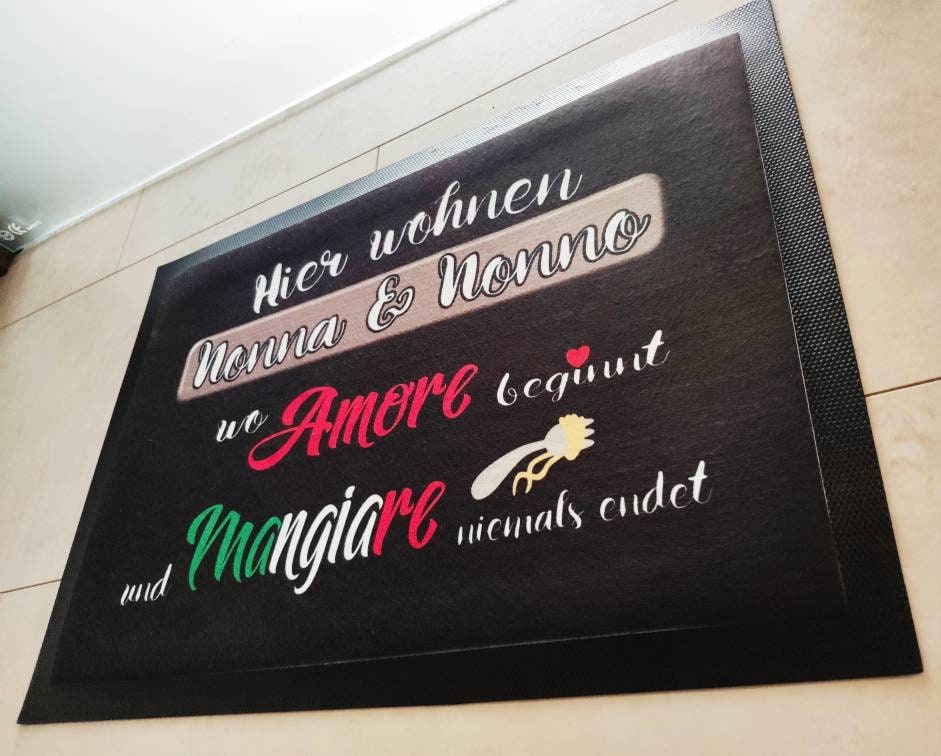 Hier wohnen
Nonna & Nonno
wo Amore beginnt
und Mangiare niemals endet